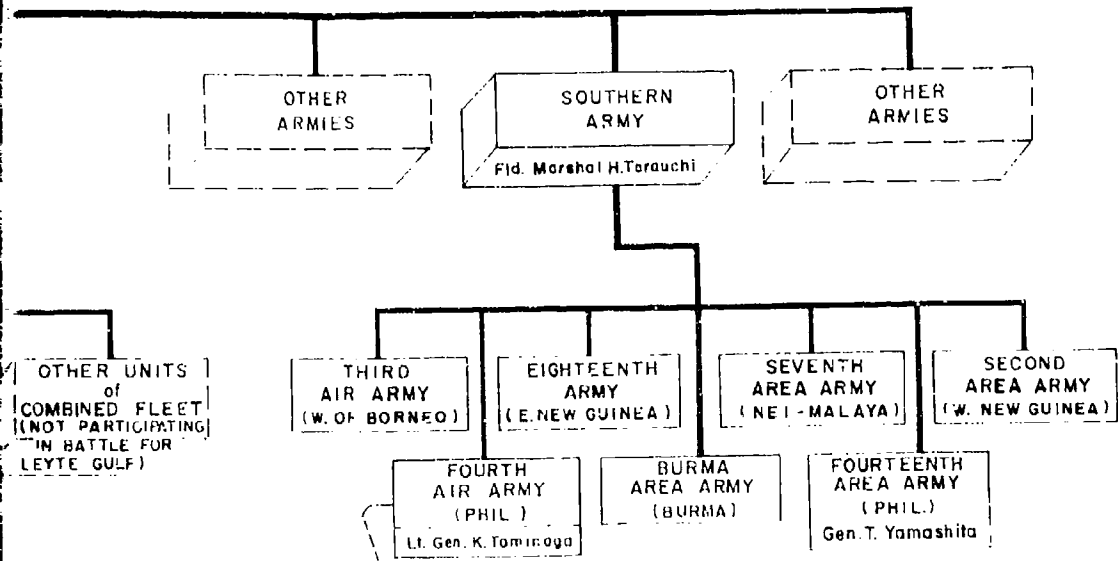 OTHER
ARMIES
SOUTHERN
ARMY
Fld. Marshal H. Terauchi
OTHER
ARMIES
OTHER UNITS
of
COMBINED FLEET
(NOT PARTICIPATING
IN BATTLE FOR
LEYTE GULF)
THIRD
AIR ARMY
(W. OF BORNEO)
EIGHTEENTH
ARMY
(E. NEW GUINEA)
SEVENTH
AREA ARMY
(NEI-MALAYA)
SECOND
AREA ARMY
(W. NEW GUINEA)
FOURTH
AIR ARMY
(PHIL.)
Lt. Gen. K. Tominaga
BURMA
AREA ARMY
(BURMA)
FOURTEENTH
AREA ARMY
(PHIL.)
Gen. T. Yamashita